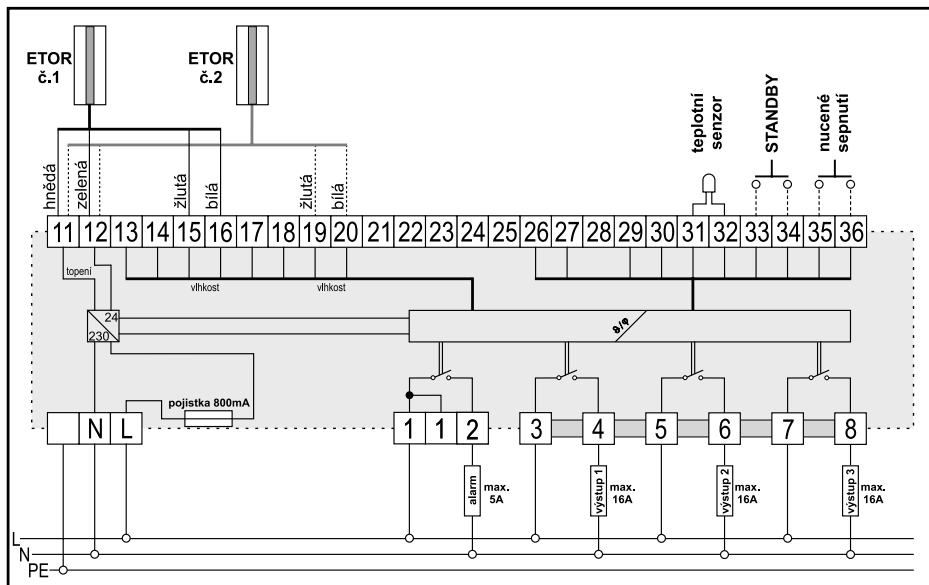 ETOR
č.1
ETOR
č.2
teplotní
senzor
STANDBY
nucené
sepnutí
hnědá
zelená
žlutá
bílá
žlutá
bílá
11 12 13 14 15 16 17 18 19 20 21 22 23 24 25 26 27 28 29 30 31 32 33 34 35 36
topení
vlhkost
vlhkost
24
230
ϑ/φ
pojistka 800mA
N L 1 1 2 3 4 5 6 7 8
alarm
max.
5A
výstup 1
max.
16A
výstup 2
max.
16A
výstup 3
max.
16A
L
N
PE